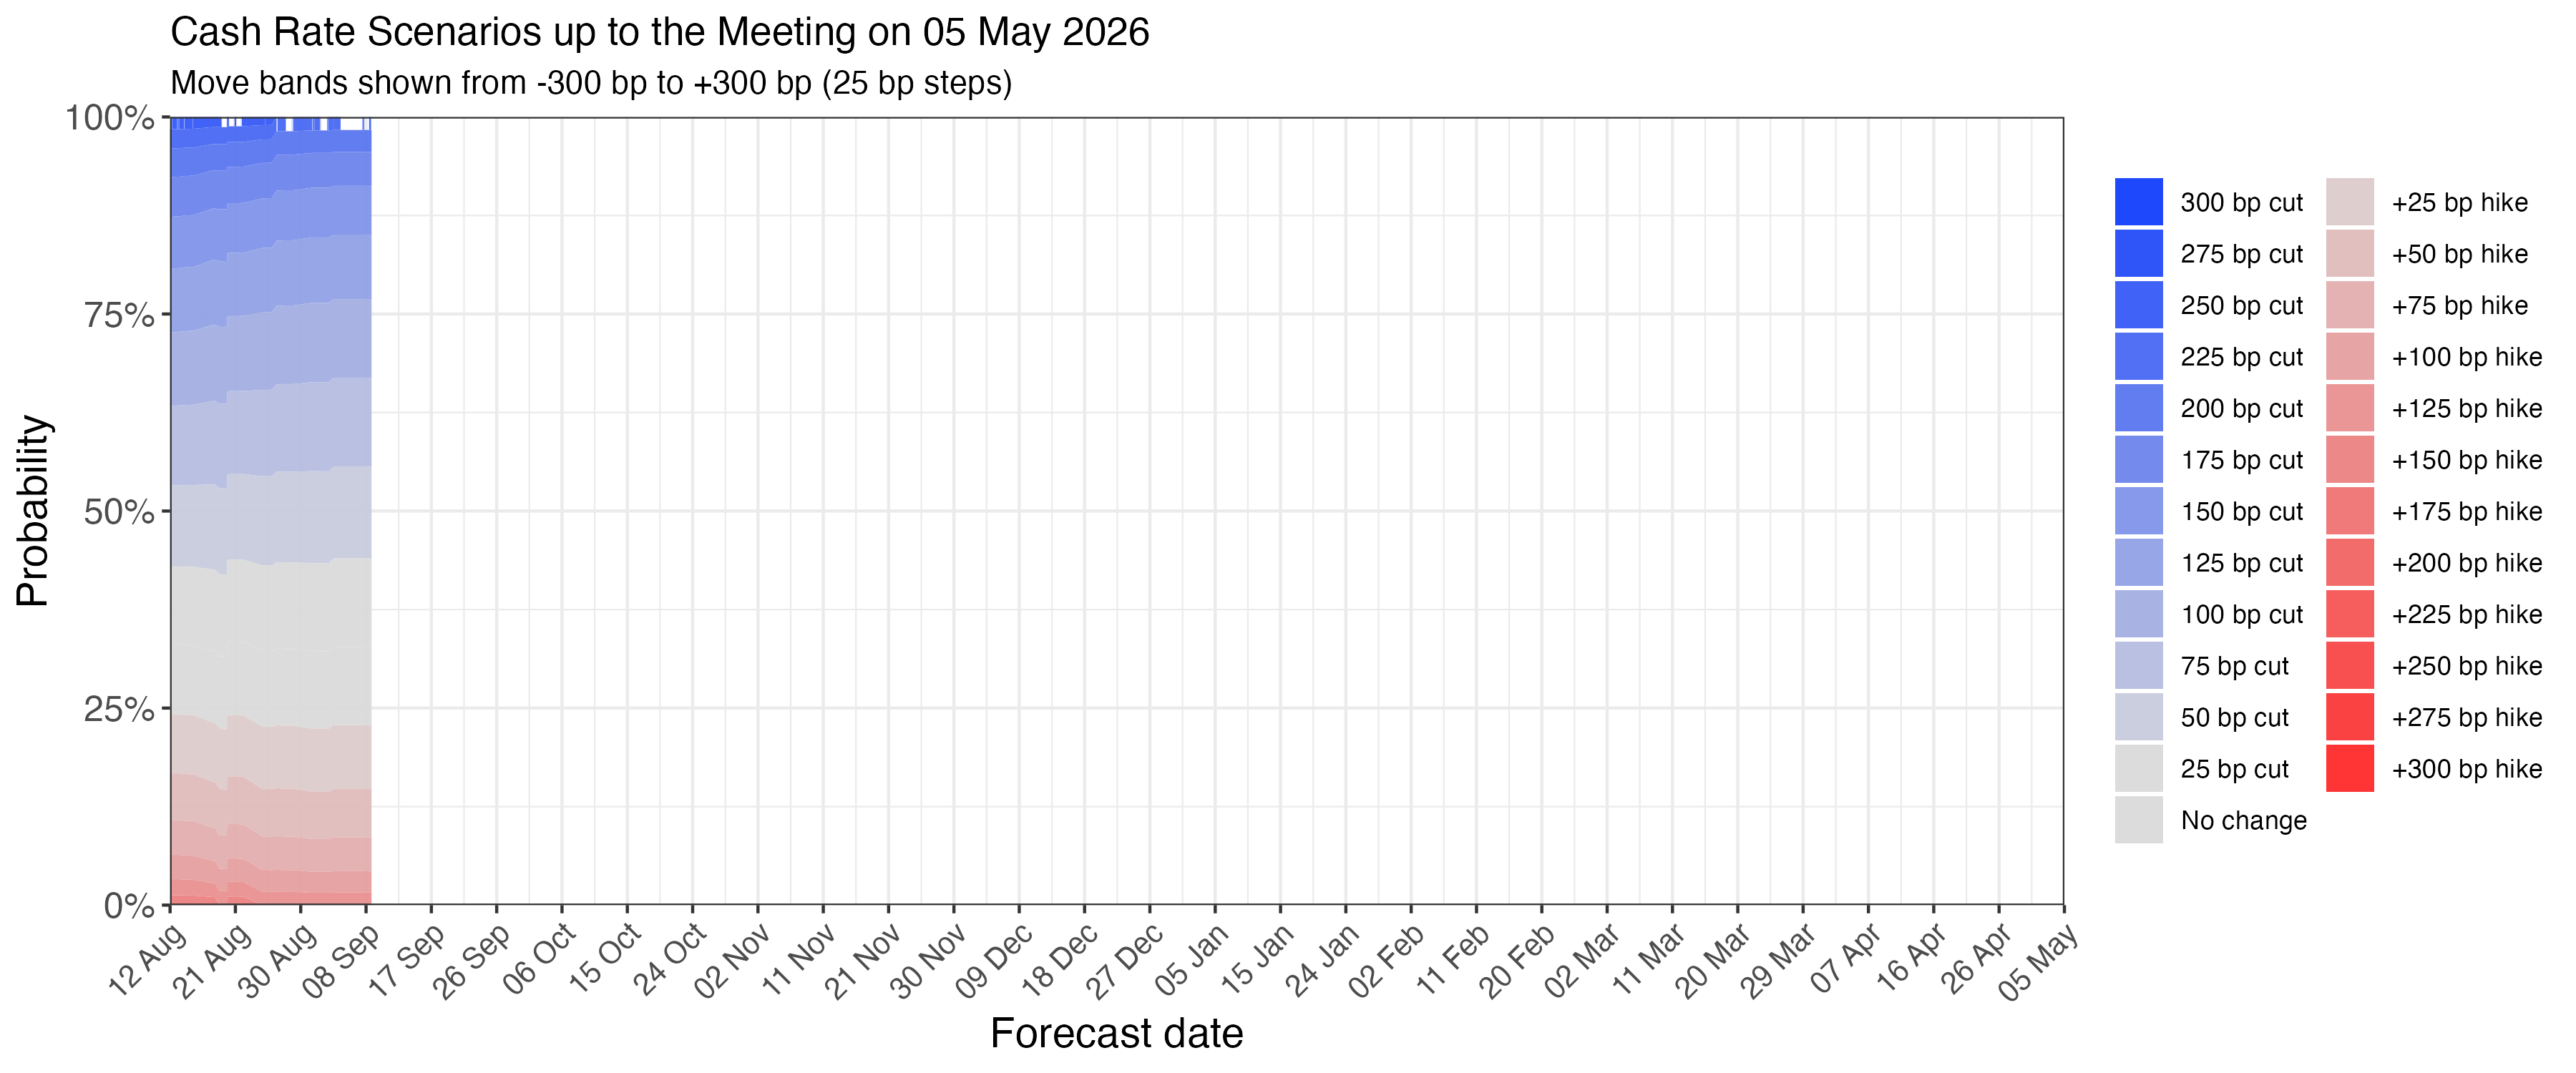 Cash Rate Scenarios up to the Meeting on 05 May 2026
Move bands shown from -300 bp to +300 bp (25 bp steps)
Probability
100%
75%
50%
25%
0%
12 Aug
21 Aug
30 Aug
08 Sep
17 Sep
26 Sep
06 Oct
15 Oct
24 Oct
02 Nov
11 Nov
21 Nov
30 Nov
09 Dec
18 Dec
27 Dec
05 Jan
15 Jan
24 Jan
02 Feb
11 Feb
20 Feb
02 Mar
11 Mar
20 Mar
29 Mar
07 Apr
16 Apr
26 Apr
05 May
Forecast date
300 bp cut
275 bp cut
250 bp cut
225 bp cut
200 bp cut
175 bp cut
150 bp cut
125 bp cut
100 bp cut
75 bp cut
50 bp cut
25 bp cut
No change
+25 bp hike
+50 bp hike
+75 bp hike
+100 bp hike
+125 bp hike
+150 bp hike
+175 bp hike
+200 bp hike
+225 bp hike
+250 bp hike
+275 bp hike
+300 bp hike